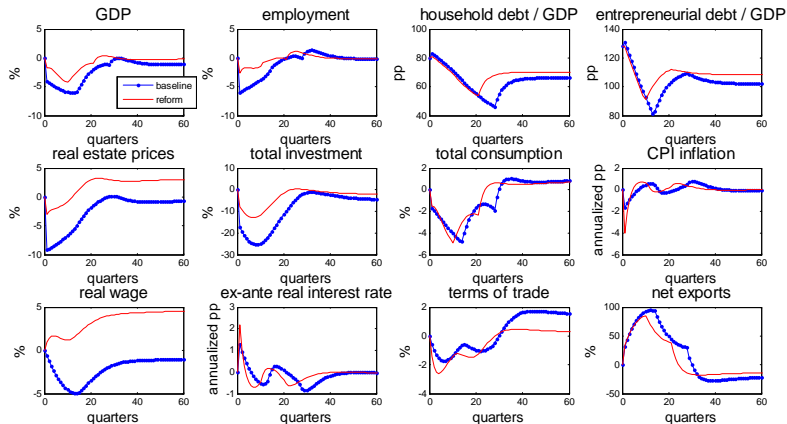 GDP employment household debt / GDP entrepreneurial debt / GDP
5 5 100 140
0 0 80 120
% -5 % -5 pp 60 pp 100
baseline
reform
-10 -10 40 80
0 20 40 60 0 20 40 60 0 20 40 60 0 20 40 60
quarters quarters quarters quarters
real estate prices total investment total consumption CPI inflation
5 10 2 2
0 0 0 0
% -5 % -10 % -2 annualized pp -2
-20 -4 -4
-10 -30 -6 -6
0 20 40 60 0 20 40 60 0 20 40 60 0 20 40 60
quarters quarters quarters quarters
real wage ex-ante real interest rate terms of trade net exports
5 3 2 100
2 50
% 0 annualized pp 1 % 0 % 0
0 -2
-5 -1 -4 -50
0 20 40 60 0 20 40 60 0 20 40 60 0 20 40 60
quarters quarters quarters quarters